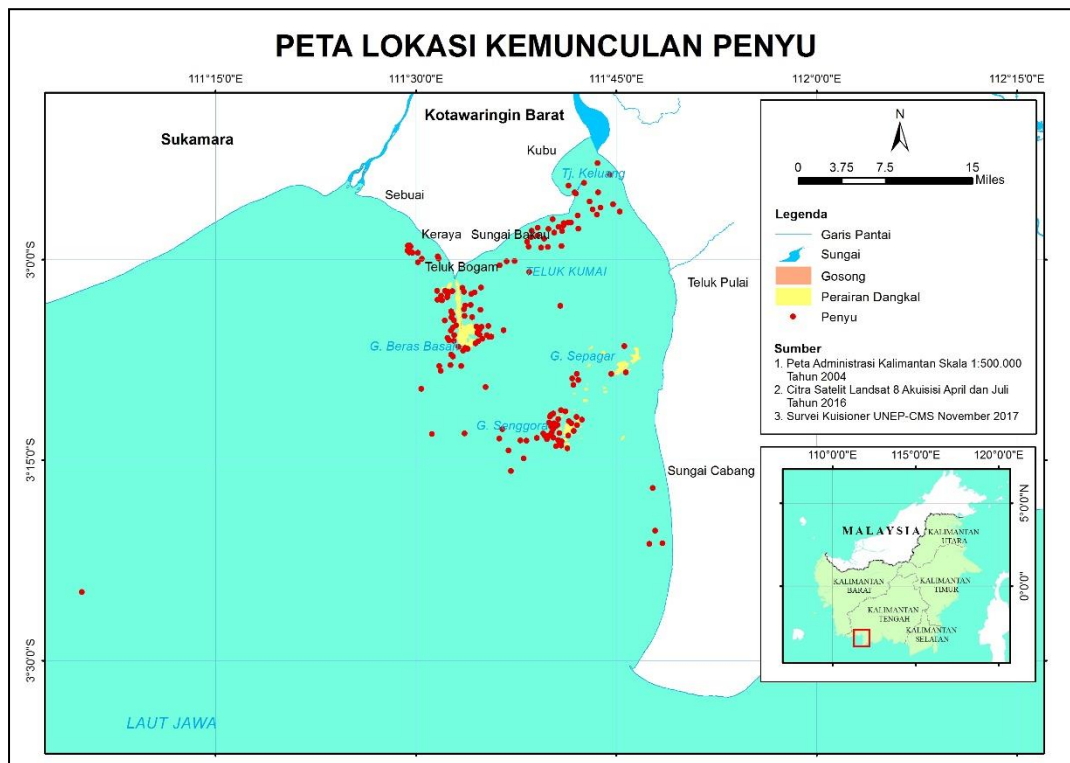 PETA LOKASI KEMUNCULAN PENYU
111°15'0"E
111°30'0"E
111°45'0"E
112°0'0"E
112°15'0"E
Kotawaringin Barat
Sukamara
Kubu
Tj. Keluang
Sebuai
Keraya
Sungai Bakau
3°0'0"S
Teluk Bogam
TELUK KUMAI
Teluk Pulai
G. Beras Basah
G. Sepagar
G. Senggora
3°15'0"S
Sungai Cabang
3°30'0"S
LAUT JAWA
N
0
3.75
7.5
15
Miles
Legenda
Garis Pantai
Sungai
Gosong
Perairan Dangkal
Penyu
Sumber
1. Peta Administrasi Kalimantan Skala 1:500.000
Tahun 2004
2. Citra Satelit Landsat 8 Akuisisi April dan Juli
Tahun 2016
3. Survei Kuisioner UNEP-CMS November 2017
110°0'0"E
115°0'0"E
120°0'0"E
5°0'0"N
0°0'0"
MALAYSIA
KALIMANTAN
UTARA
KALIMANTAN
BARAT
KALIMANTAN
TIMUR
KALIMANTAN
TENGAH
KALIMANTAN
SELATAN